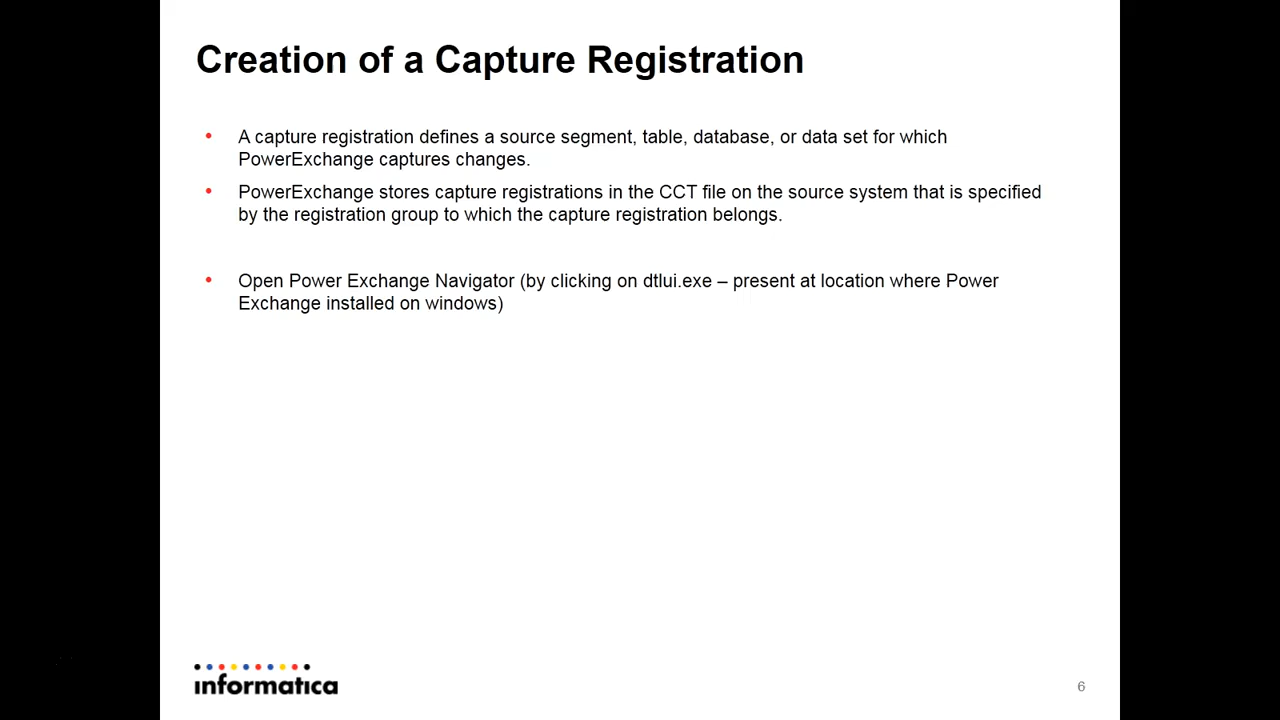 Creation of a Capture Registration
• A capture registration defines a source segment, table, database, or data set for which
PowerExchange captures changes.
• PowerExchange stores capture registrations in the CCT file on the source system that is specified
by the registration group to which the capture registration belongs.
• Open Power Exchange Navigator (by clicking on dtlui.exe – present at location where Power
Exchange installed on windows)
informatica
6